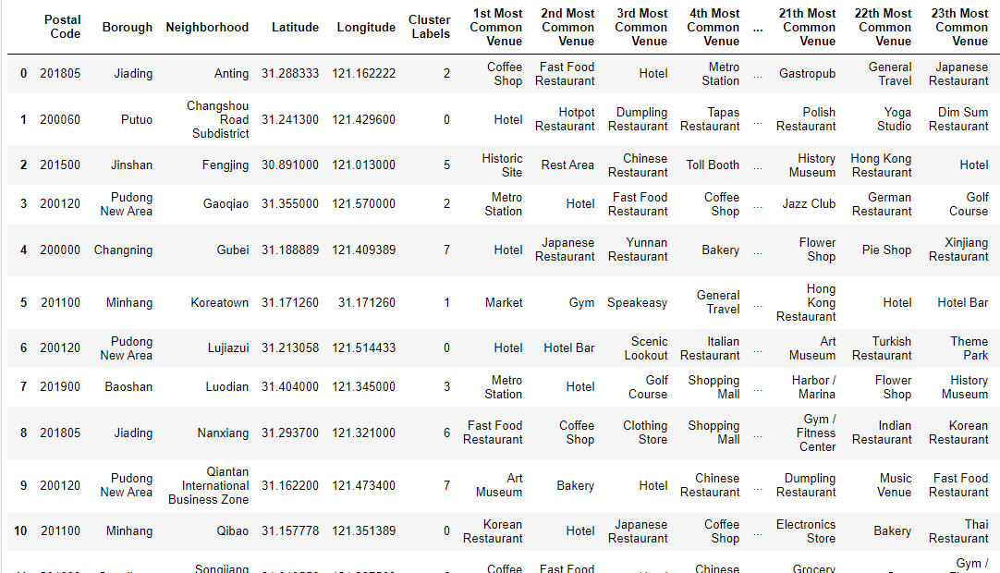 Postal Code Borough Neighborhood Latitude Longitude Cluster Labels 1st Most Common Venue 2nd Most Common Venue 3rd Most Common Venue 4th Most Common Venue ... 21th Most Common Venue 22th Most Common Venue 23th Most Common Venue
0 201805 Jiading Anting 31.288333 121.162222 2 Coffee Shop Fast Food Restaurant Hotel Metro Station ... Gastropub General Travel Japanese Restaurant
1 200060 Putuo Changshou Road Subdistrict 31.241300 121.429600 0 Hotel Hotpot Restaurant Dumpling Restaurant Tapas Restaurant ... Polish Restaurant Yoga Studio Dim Sum Restaurant
2 201500 Jinshan Fengjing 30.891000 121.013000 5 Historic Site Rest Area Chinese Restaurant Toll Booth ... History Museum Hong Kong Restaurant Hotel
3 200120 Pudong New Area Gaoqiao 31.355000 121.570000 2 Metro Station Hotel Fast Food Restaurant Coffee Shop ... Jazz Club German Restaurant Golf Course
4 200000 Changning Gubei 31.188889 121.409389 7 Hotel Japanese Restaurant Yunnan Restaurant Bakery ... Flower Shop Pie Shop Xinjiang Restaurant
5 201100 Minhang Koreatown 31.171260 31.171260 1 Market Gym Speakeasy General Travel ... Hong Kong Restaurant Hotel Hotel Bar
6 200120 Pudong New Area Lujiazui 31.213058 121.514433 0 Hotel Hotel Bar Scenic Lookout Italian Restaurant ... Art Museum Turkish Restaurant Theme Park
7 201900 Baoshan Luodian 31.404000 121.345000 3 Metro Station Hotel Golf Course Shopping Mall ... Harbor / Marina Flower Shop History Museum
8 201805 Jiading Nanxiang 31.293700 121.321000 6 Fast Food Restaurant Coffee Shop Clothing Store Shopping Mall ... Gym / Fitness Center Indian Restaurant Korean Restaurant
9 200120 Pudong New Area Qiantan International Business Zone 31.162200 121.473400 7 Art Museum Bakery Hotel Chinese Restaurant ... Dumpling Restaurant Music Venue Fast Food Restaurant
10 201100 Minhang Qibao 31.157778 121.351389 0 Korean Restaurant Hotel Japanese Restaurant Coffee Shop ... Electronics Store Bakery Thai Restaurant
Songjiang Coffee Fast Food Chinese Grocery Gym /